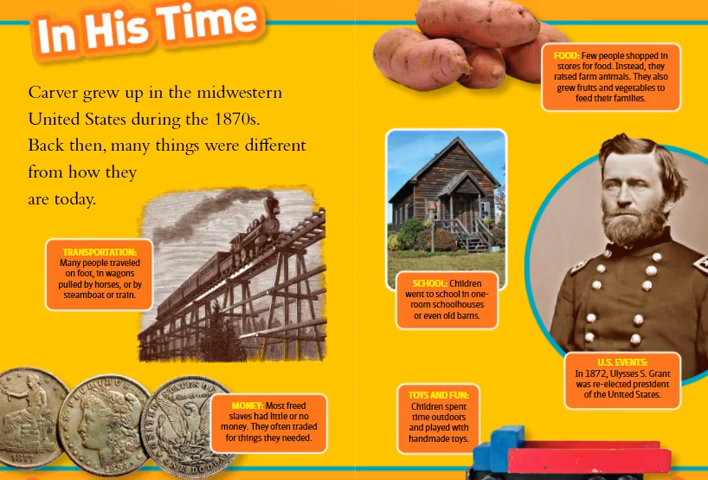 In His Time
Carver grew up in the midwestern
United States during the 1870s.
Back then, many things were different
from how they
are today.
TRANSPORTATION:
Many people traveled
on foot, in wagons
pulled by horses, or by
steamboat or train.
MONEY: Most freed
slaves had little or no
money. They often traded
for things they needed.
FOOD: Few people shopped in
stores for food. Instead, they
raised farm animals. They also
grew fruits and vegetables to
feed their families.
SCHOOL: Children
went to school in one-
room schoolhouses
or even old barns.
U.S. EVENTS:
In 1872, Ulysses S. Grant
was re-elected president
of the United States.
TOYS AND FUN:
Children spent
time outdoors
and played with
handmade toys.